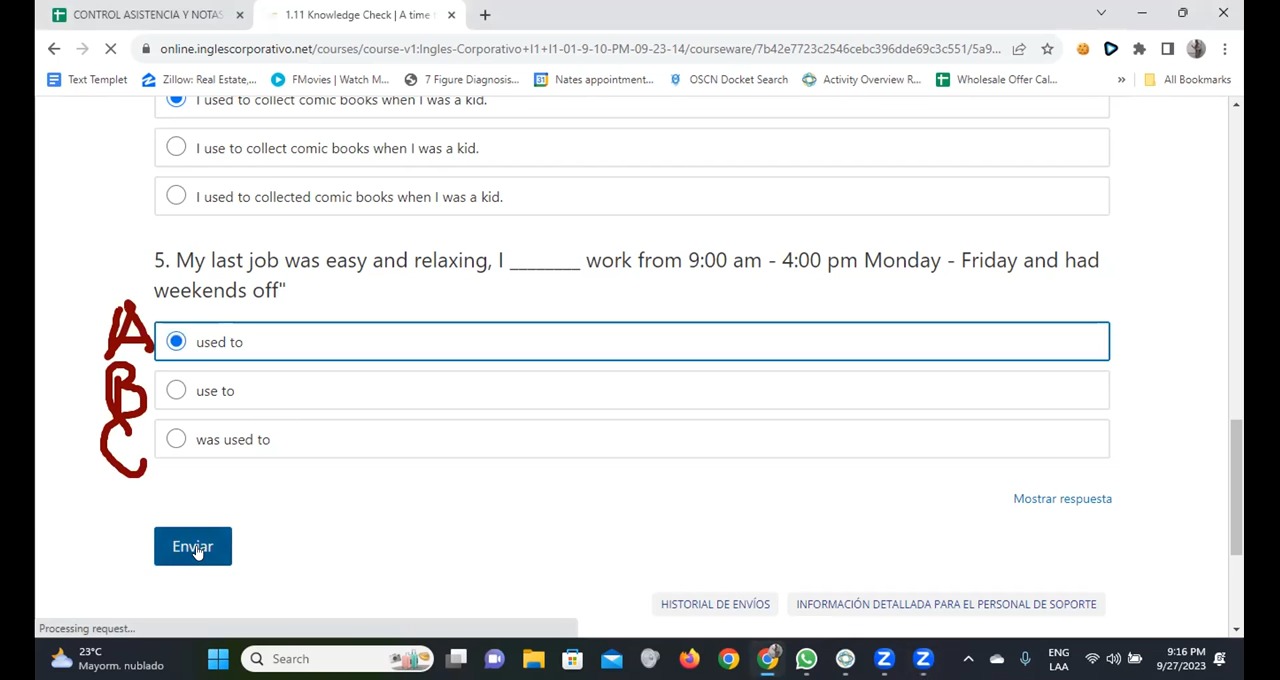 CONTROL ASISTENCIA Y NOTAS
1.11 Knowledge Check | A time
online.inglescorporativo.net/courses/course-v1:Ingles-Corporativo+I1+I1-01-9-10-PM-09-23-14/courseware/7b42e7723c2546cebc396dde69c3c551/5a9...
Text Templet
Zillow: Real Estate,...
FMovies | Watch M...
7 Figure Diagnosis...
Nates appointment...
OSCN Docket Search
Activity Overview R...
Wholesale Offer Cal...
»
All Bookmarks
I used to collect comic books when I was a kid.
I use to collect comic books when I was a kid.
I used to collected comic books when I was a kid.
5. My last job was easy and relaxing, I ________ work from 9:00 am - 4:00 pm Monday - Friday and had
weekends off"
A
used to
B
use to
C
was used to
Mostrar respuesta
Enviar
HISTORIAL DE ENVÍOS
INFORMACIÓN DETALLADA PARA EL PERSONAL DE SOPORTE
Processing request...
23°C
Mayorm. nublado
Search
ENG
LAA
9:16 PM
9/27/2023